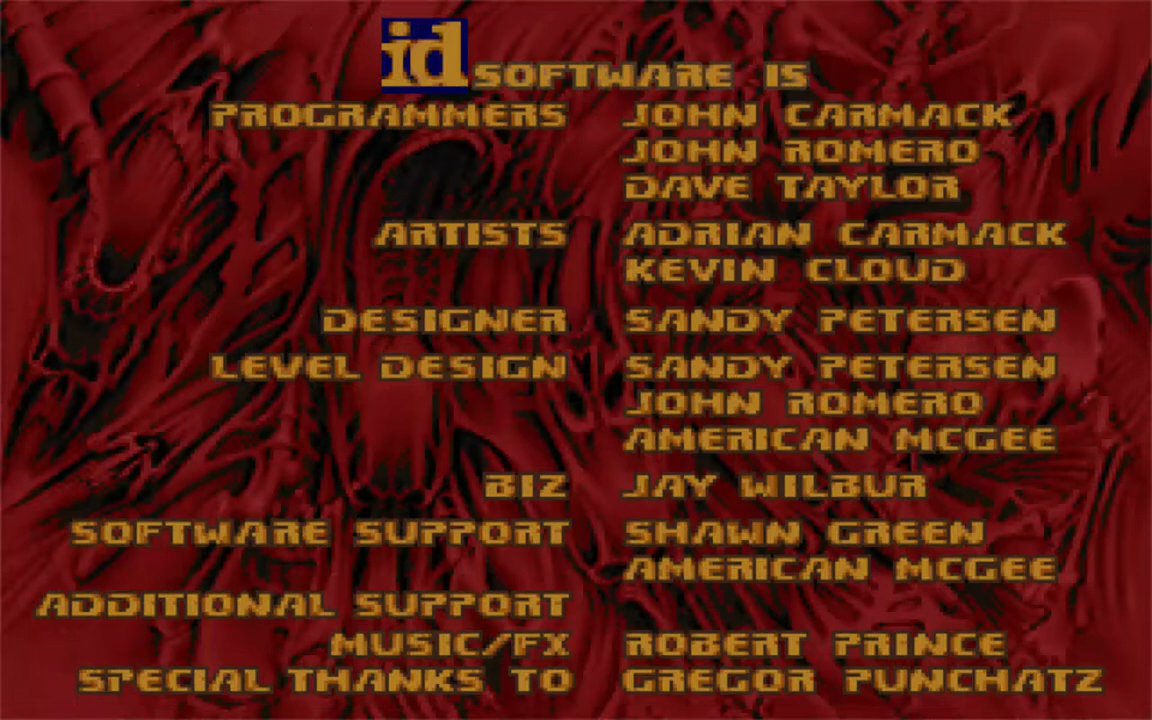 id SOFTWARE IS
PROGRAMMERS JOHN CARMACK
JOHN ROMERO
DAVE TAYLOR
ARTISTS ADRIAN CARMACK
KEVIN CLOUD
DESIGNER SANDY PETERSEN
LEVEL DESIGN SANDY PETERSEN
JOHN ROMERO
AMERICAN MCGEE
BIZ JAY WILBUR
SOFTWARE SUPPORT SHAWN GREEN
AMERICAN MCGEE
ADDITIONAL SUPPORT
MUSIC/FX ROBERT PRINCE
SPECIAL THANKS TO GREGOR PUNCHATZ